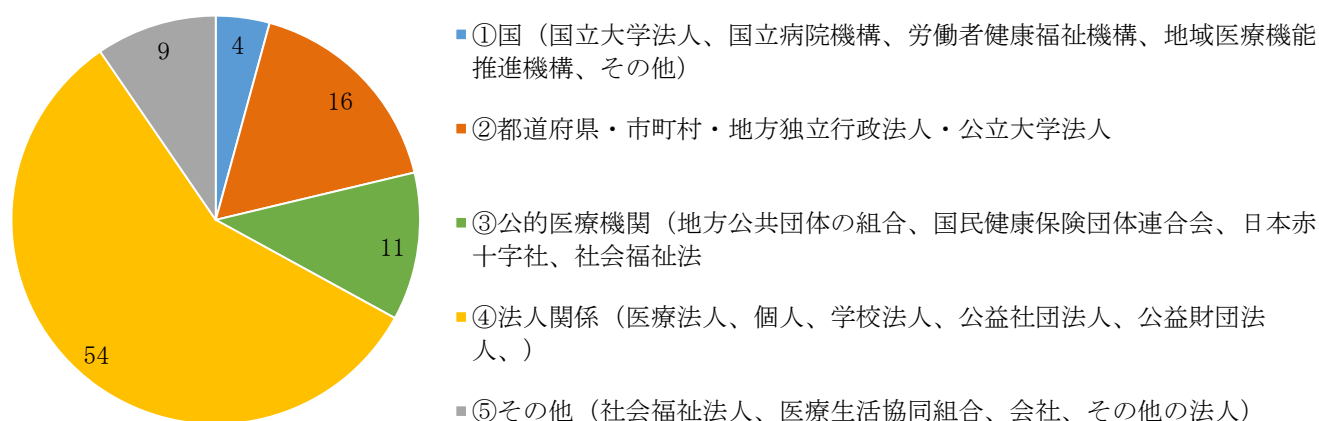 9
4
16
11
54
①国（国立大学法人、国立病院機構、労働者健康福祉機構、地域医療機能
推進機構、その他）
②都道府県・市町村・地方独立行政法人・公立大学法人
③公的医療機関（地方公共団体の組合、国民健康保険団体連合会、日本赤
十字社、社会福祉法
④法人関係（医療法人、個人、学校法人、公益社団法人、公益財団法
人、）
⑤その他（社会福祉法人、医療生活協同組合、会社、その他の法人）